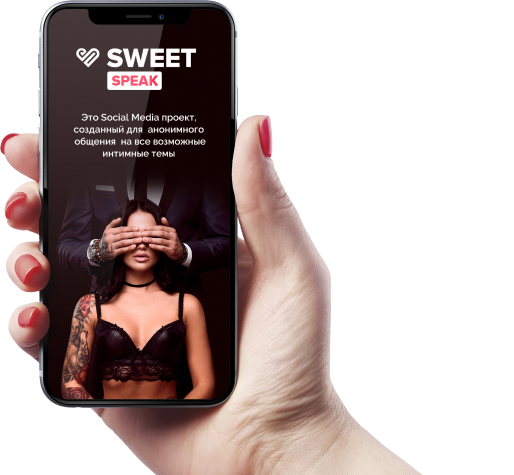 SWEET
SPEAK
Это Social Media проект,
созданный для анонимного
общения на все возможные
интимные темы